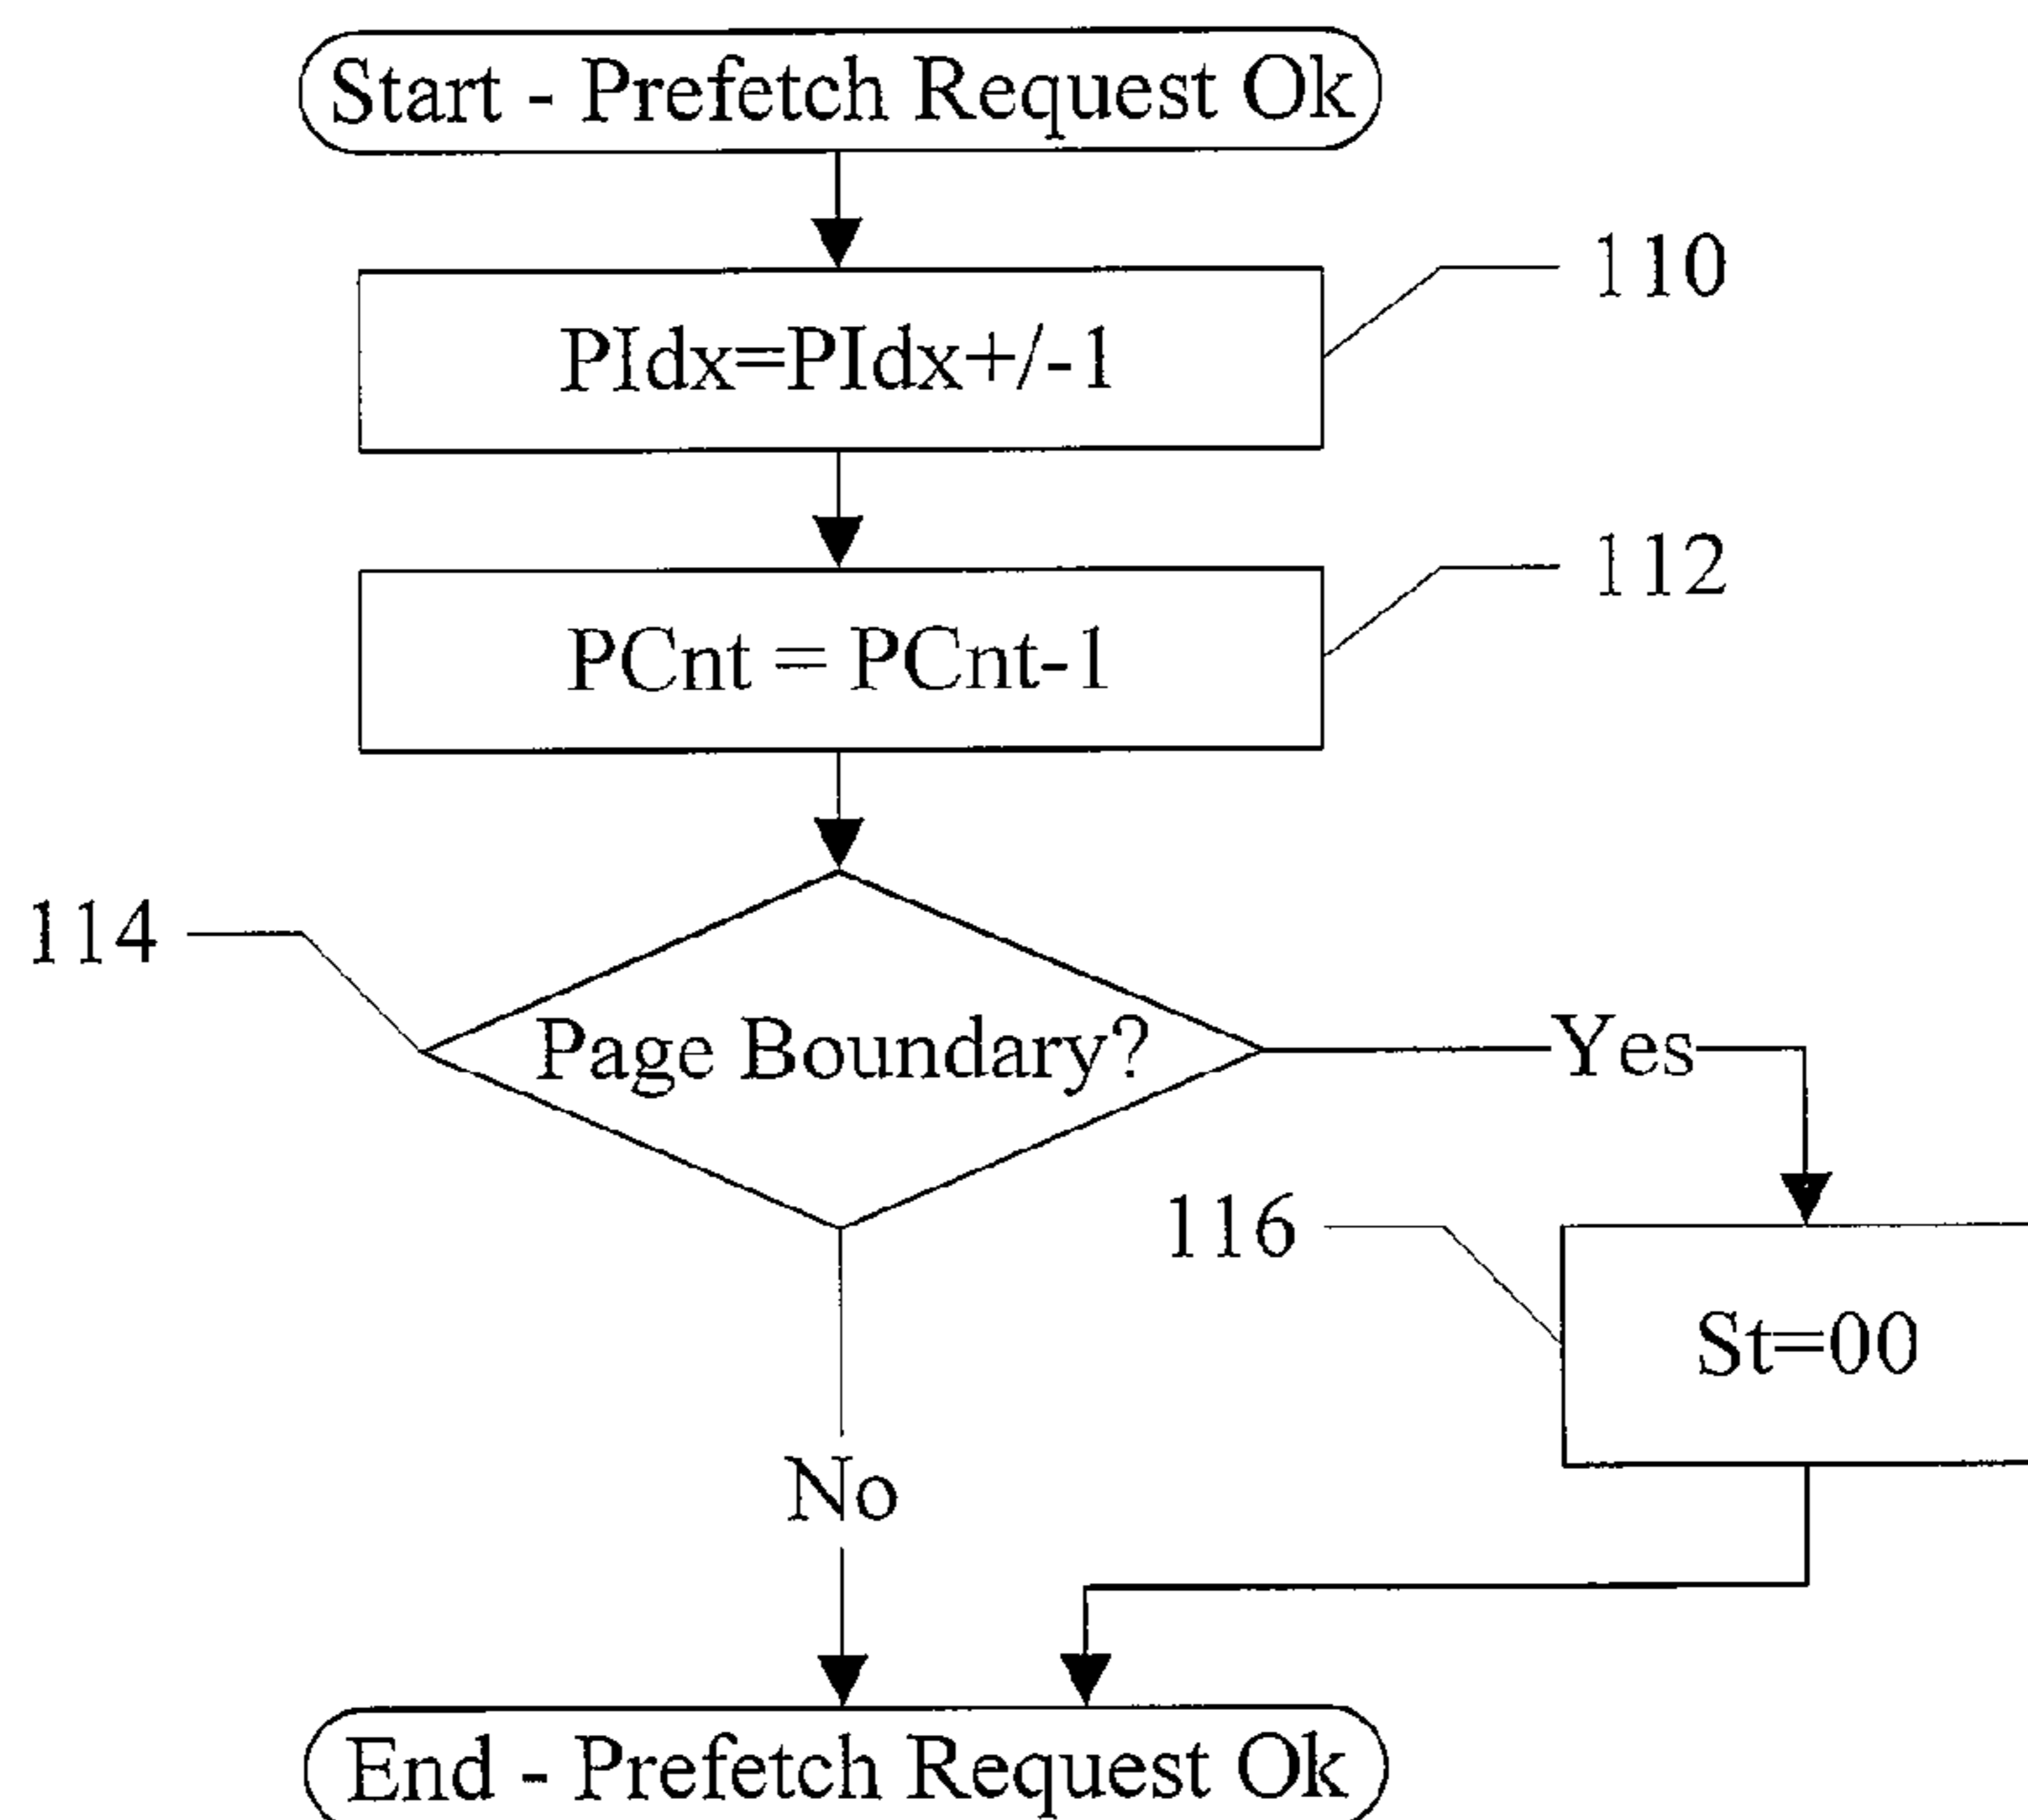 Start - Prefetch Request Ok
110
PIdx=PIdx+/-1
112
PCnt = PCnt-1
114
Page Boundary?
Yes
116
St=00
No
End - Prefetch Request Ok